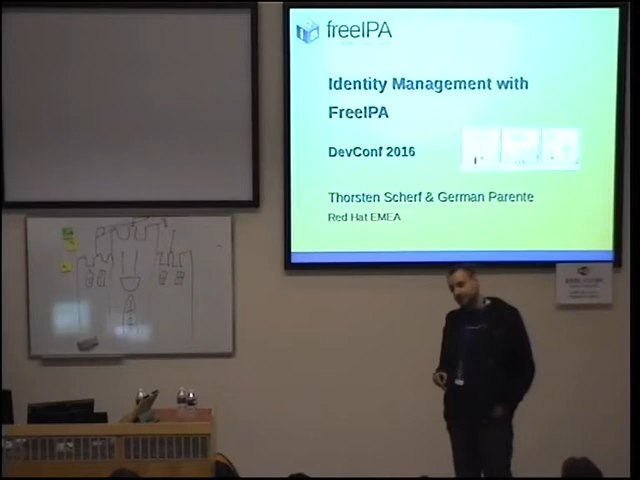 freeIPA
Identity Management with
FreeIPA
DevConf 2016
Thorsten Scherf & German Parente
Red Hat EMEA